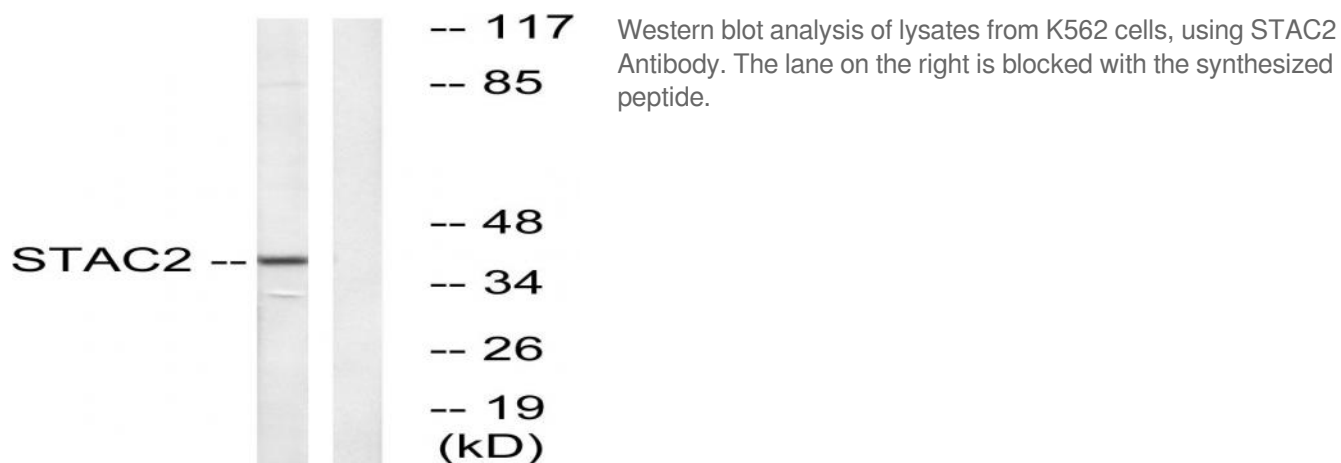 -- 117
-- 85
-- 48
STAC2 --
-- 34
-- 26
-- 19
(kD)
Western blot analysis of lysates from K562 cells, using STAC2
Antibody. The lane on the right is blocked with the synthesized
peptide.